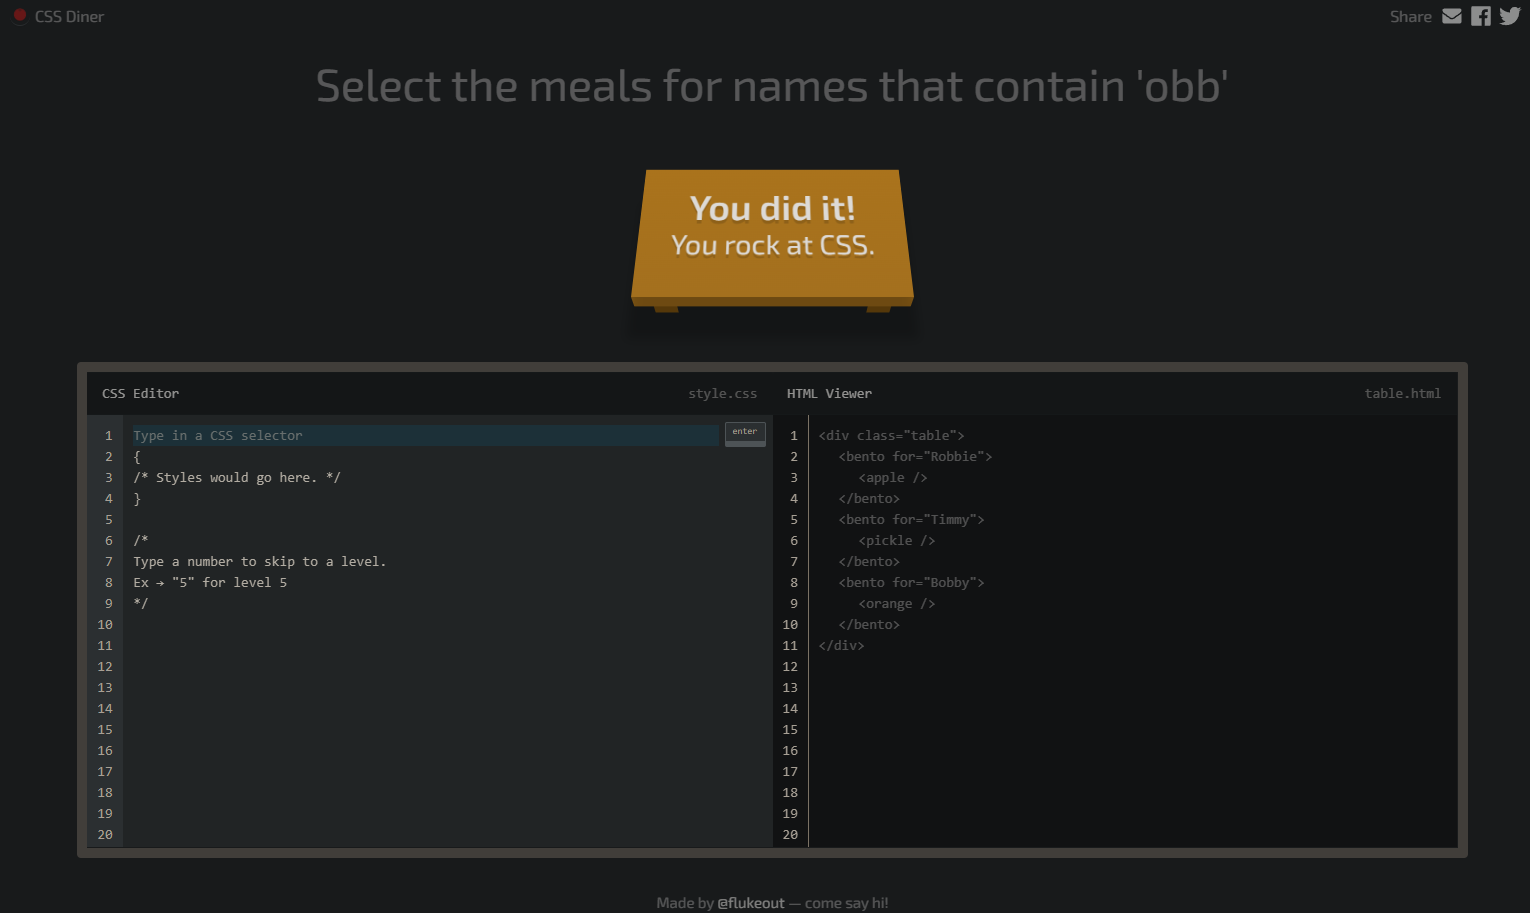 CSS Diner
Share
Select the meals for names that contain 'obb'
You did it!
You rock at CSS.
CSS Editor
style.css
1 Type in a CSS selector
enter
2 {
3 /* Styles would go here. */
4 }
5
6 /*
7 Type a number to skip to a level.
8 Ex → "5" for level 5
9 */
10
11
12
13
14
15
16
17
18
19
20
HTML Viewer
table.html
1 <div class="table">
2 <bento for="Robbie">
3 <apple />
4 </bento>
5 <bento for="Timmy">
6 <pickle />
7 </bento>
8 <bento for="Bobby">
9 <orange />
10 </bento>
11 </div>
12
13
14
15
16
17
18
19
20
Made by @flukeout — come say hi!